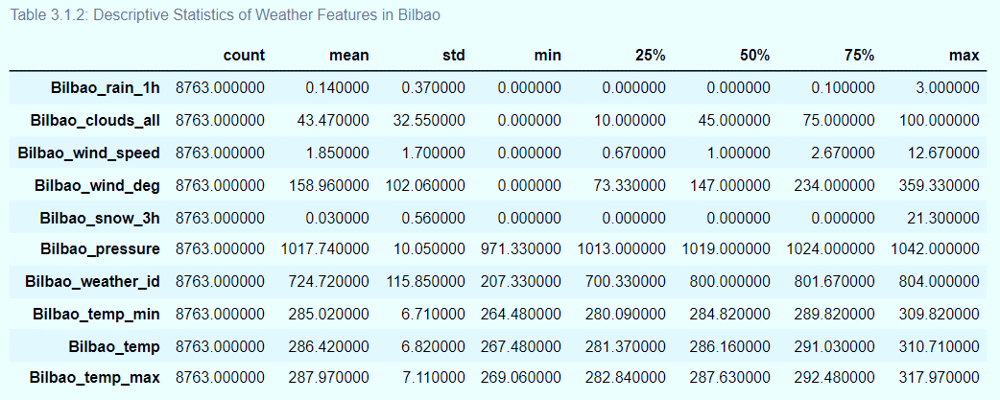 Table 3.1.2: Descriptive Statistics of Weather Features in Bilbao
count mean std min 25% 50% 75% max
Bilbao_rain_1h 8763.000000 0.140000 0.370000 0.000000 0.000000 0.000000 0.100000 3.000000
Bilbao_clouds_all 8763.000000 43.470000 32.550000 0.000000 10.000000 45.000000 75.000000 100.000000
Bilbao_wind_speed 8763.000000 1.850000 1.700000 0.000000 0.670000 1.000000 2.670000 12.670000
Bilbao_wind_deg 8763.000000 158.960000 102.060000 0.000000 73.330000 147.000000 234.000000 359.330000
Bilbao_snow_3h 8763.000000 0.030000 0.560000 0.000000 0.000000 0.000000 0.000000 21.300000
Bilbao_pressure 8763.000000 1017.740000 10.050000 971.330000 1013.000000 1019.000000 1024.000000 1042.000000
Bilbao_weather_id 8763.000000 724.720000 115.850000 207.330000 700.330000 800.000000 801.670000 804.000000
Bilbao_temp_min 8763.000000 285.020000 6.710000 264.480000 280.090000 284.820000 289.820000 309.820000
Bilbao_temp 8763.000000 286.420000 6.820000 267.480000 281.370000 286.160000 291.030000 310.710000
Bilbao_temp_max 8763.000000 287.970000 7.110000 269.060000 282.840000 287.630000 292.480000 317.970000